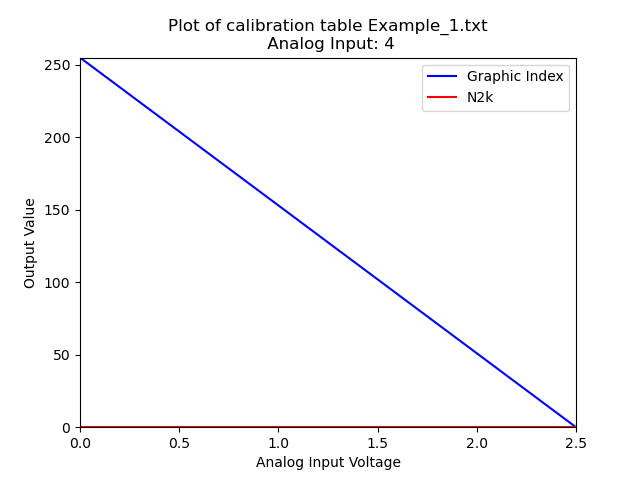 Plot of calibration table Example_1.txt
Analog Input: 4
Graphic Index
N2k
Output Value
250
200
150
100
50
0
0.0 0.5 1.0 1.5 2.0 2.5
Analog Input Voltage